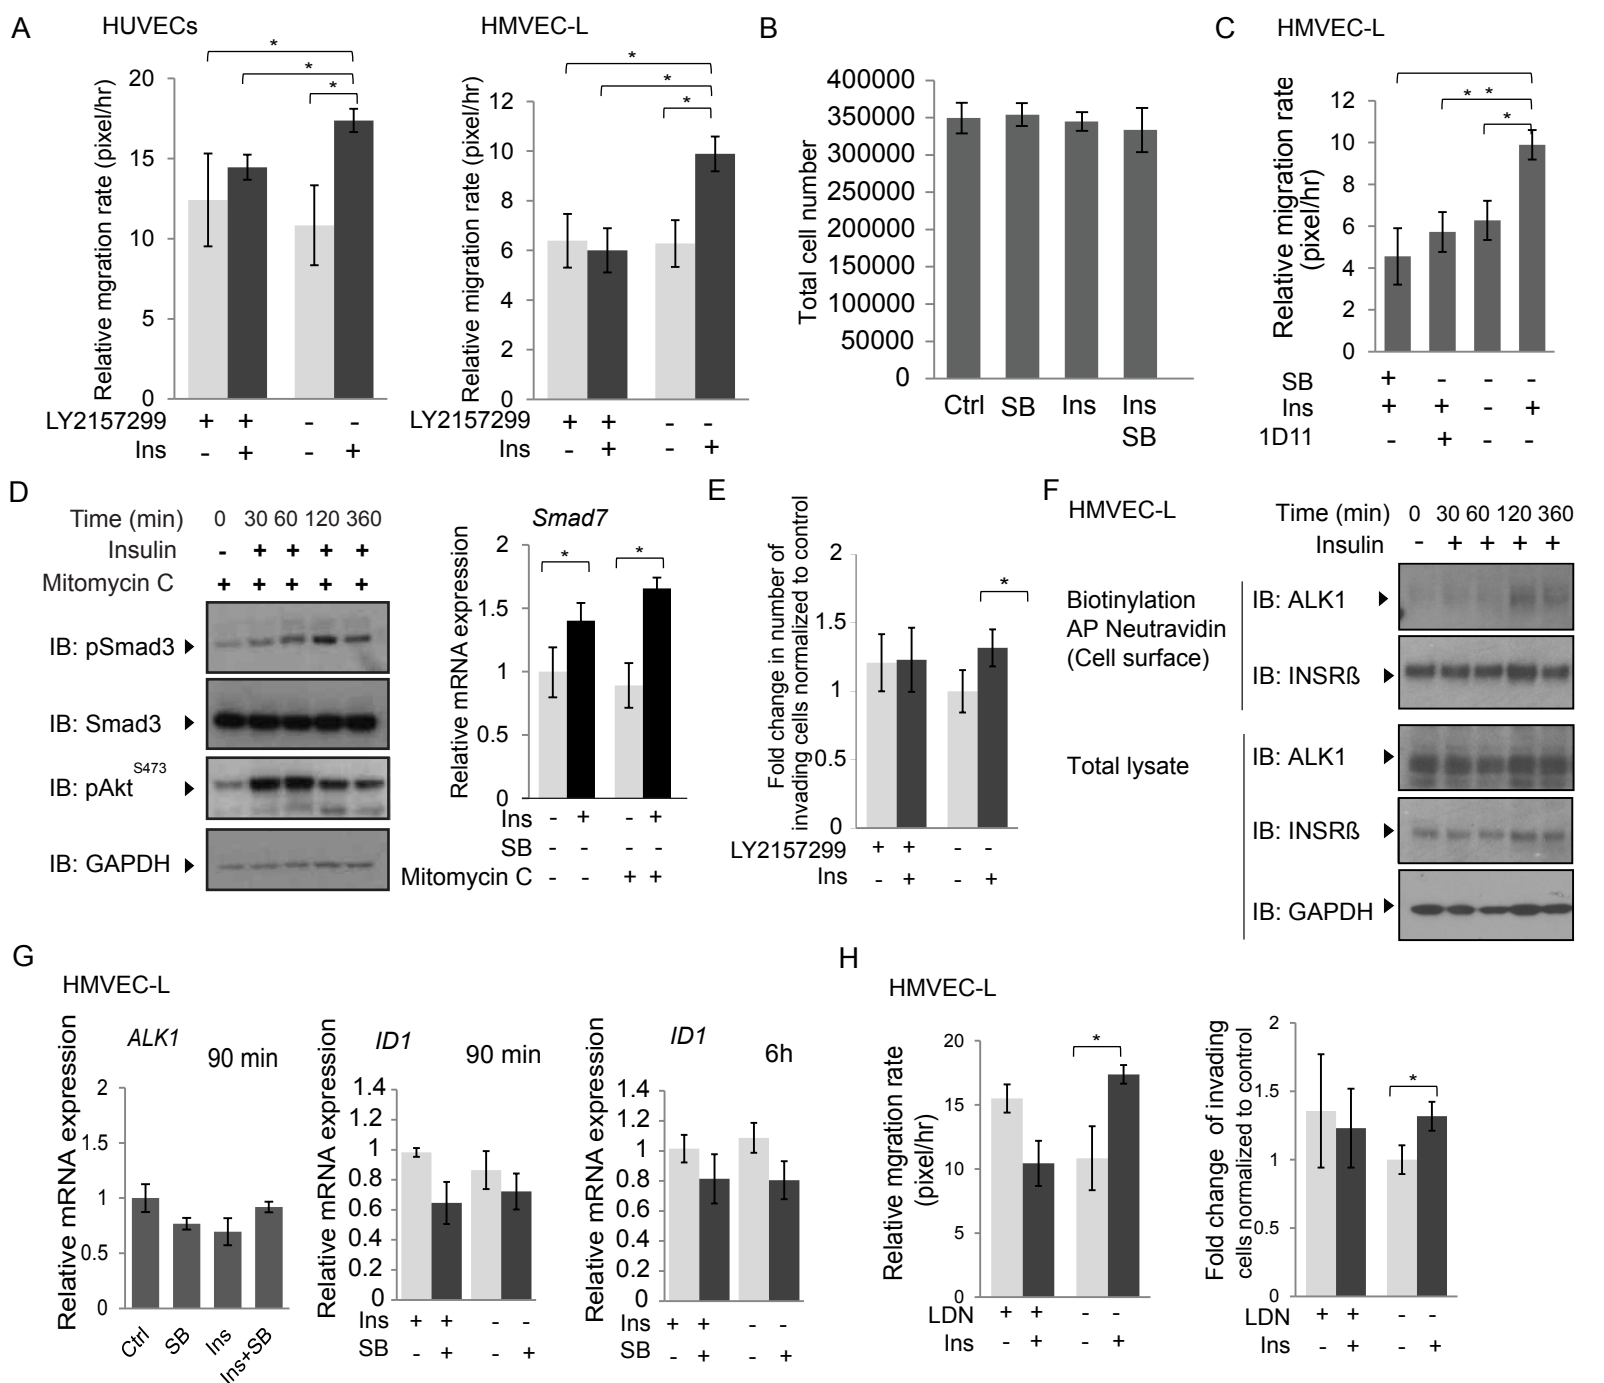 A
HUVECs
Relative mgration rate (pixel/hr)
20
15
10
5
0
* * *
LY2157299 + + - -
Ins - + - +
HMVEC-L
Relative migration rate (pixel/hr)
12
10
8
6
4
2
0
* * *
LY2157299 + + - -
Ins - + - +
B
Total cell number
400000
350000
300000
250000
200000
150000
100000
50000
0
Ctrl SB Ins Ins
SB
C
HMVEC-L
Relative migration rate
(pixel/hr)
12
10
8
6
4
2
0
* * *
SB + - - -
Ins + + - +
1D11 - + - -
D
Time (min) 0 30 60 120 360
Insulin - + + + +
Mitomycin C + + + + +
IB: pSmad3
IB: Smad3
IB: pAkt S473
IB: GAPDH
Smad7
Relative mRNA expression
2
1.5
1
0.5
0
* *
Ins - + - +
SB - - - -
Mitomycin C - - + +
E
Fold change in number of
invading cells normalized to control
2
1.5
1
0.5
0
*
LY2157299 + + - -
Ins - + - +
F
HMVEC-L
Time (min) 0 30 60 120 360
Insulin - + + + +
Biotinylation
AP Neutravidin
(Cell surface)
IB: ALK1
IB: INSRß
Total lysate
IB: ALK1
IB: INSRß
IB: GAPDH
G
HMVEC-L
ALK1 90 min
Relative mRNA expression
2
1.5
1
0.5
0
Ctrl SB Ins Ins+SB
ID1 90 min
Relative mRNA expression
1.4
1.2
1
0.8
0.6
0.4
0.2
0
Ins + + - -
SB - + - +
ID1 6h
Relative mRNA expression
1.4
1.2
1
0.8
0.6
0.4
0.2
0
Ins + + - -
SB - + - +
H
HMVEC-L
Relative mgration rate
(pixel/hr)
20
15
10
5
0
*
LDN + + - -
Ins - + - +
Fold change of invading
cells normalized to control
2
1.5
1
0.5
0
*
LDN + + - -
Ins - + - +